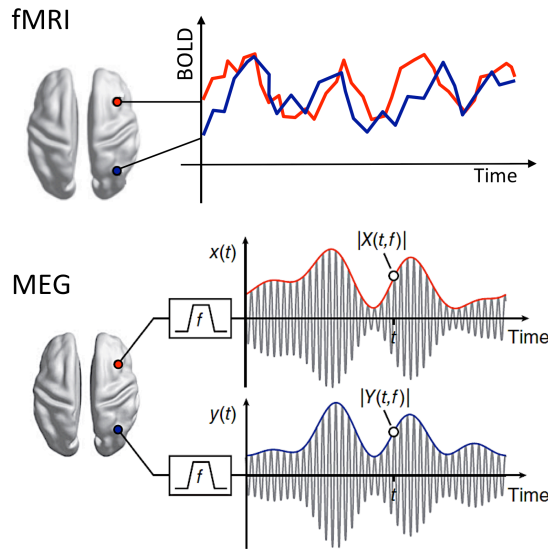 fMRI
BOLD
Time
MEG
x(t)
|X(t,f)|
f
t
Time
y(t)
|Y(t,f)|
f
t
Time